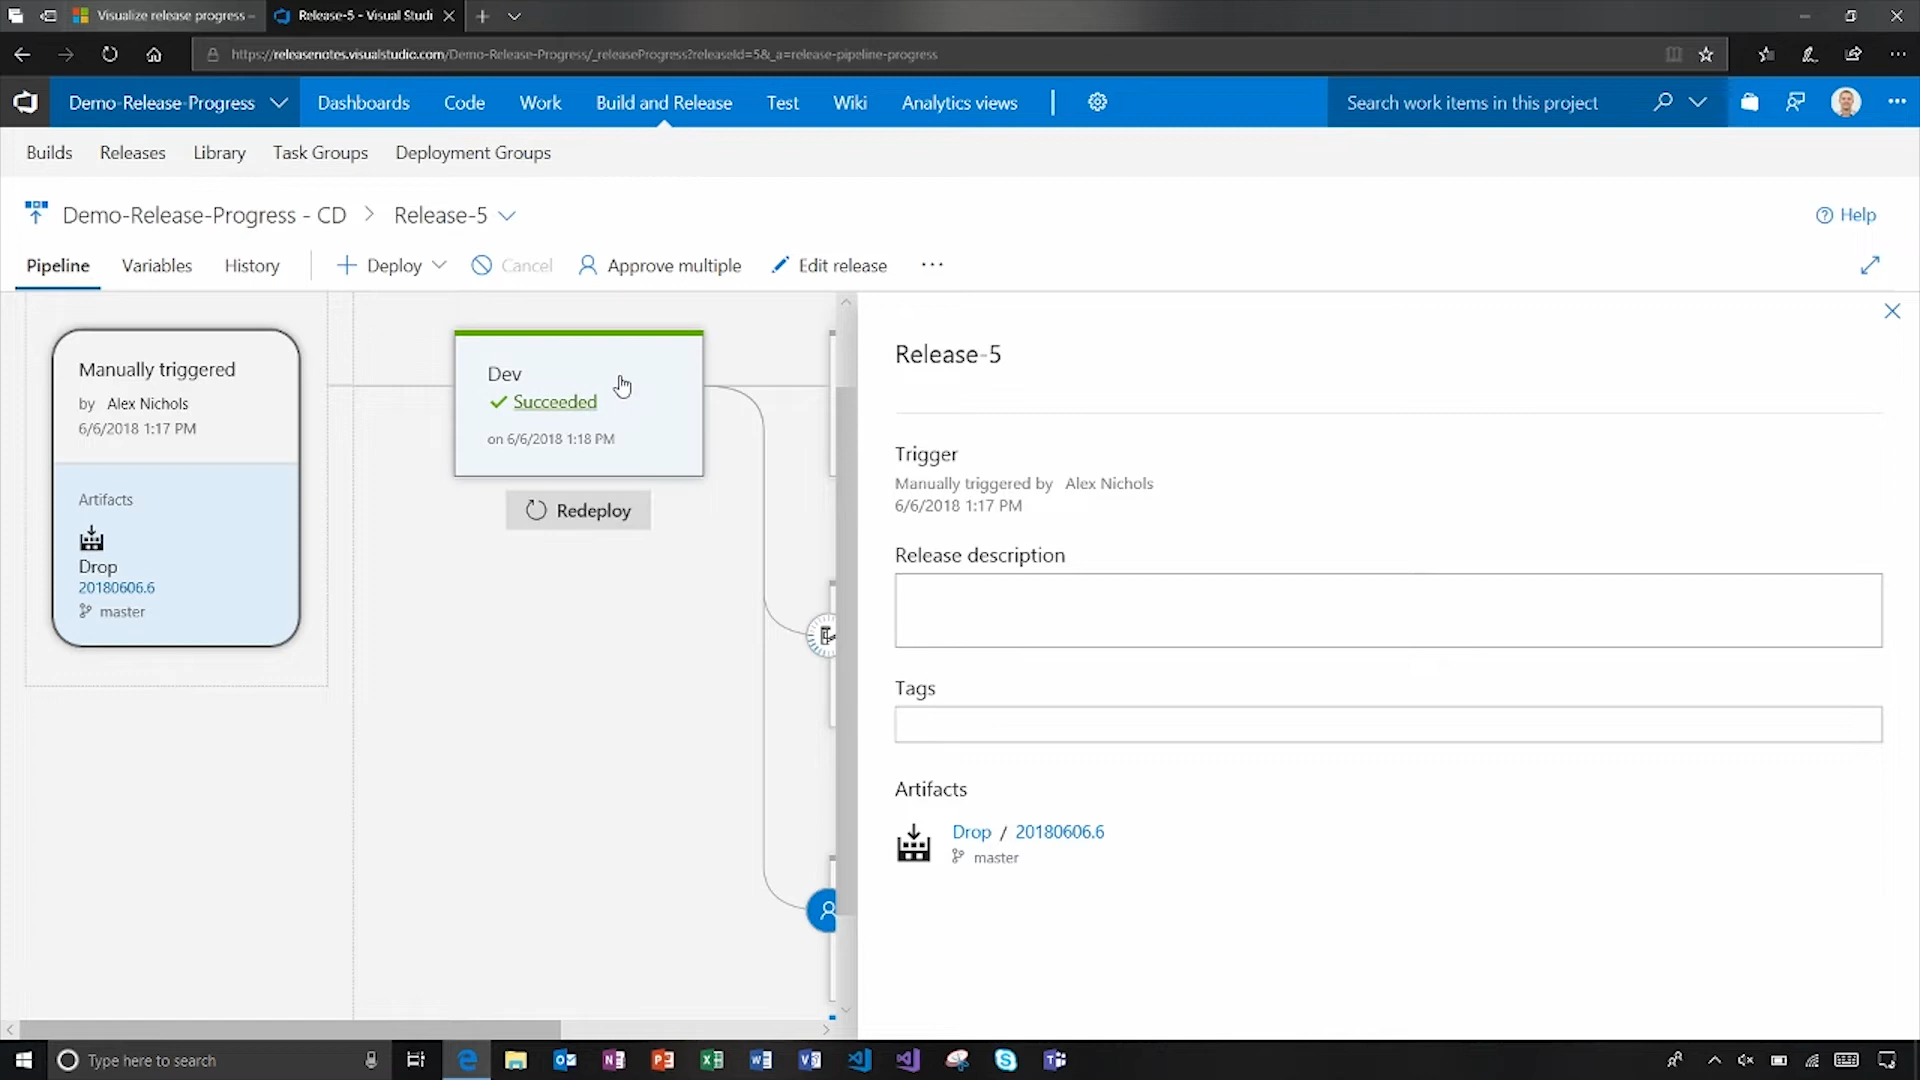 Visualize release progress –
Release-5 - Visual Studi
https://releasenotes.visualstudio.com/Demo-Release-Progress/_releaseProgress?releaseId=5&_a=release-pipeline-progress
Demo-Release-Progress
Dashboards
Code
Work
Build and Release
Test
Wiki
Analytics views
Search work items in this project
Builds
Releases
Library
Task Groups
Deployment Groups
Demo-Release-Progress - CD > Release-5
Help
Pipeline
Variables
History
Deploy
Cancel
Approve multiple
Edit release
Manually triggered
by Alex Nichols
6/6/2018 1:17 PM
Artifacts
Drop
20180606.6
master
Dev
Succeeded
on 6/6/2018 1:18 PM
Redeploy
Release-5
Trigger
Manually triggered by Alex Nichols
6/6/2018 1:17 PM
Release description
Tags
Artifacts
Drop / 20180606.6
master
Type here to search